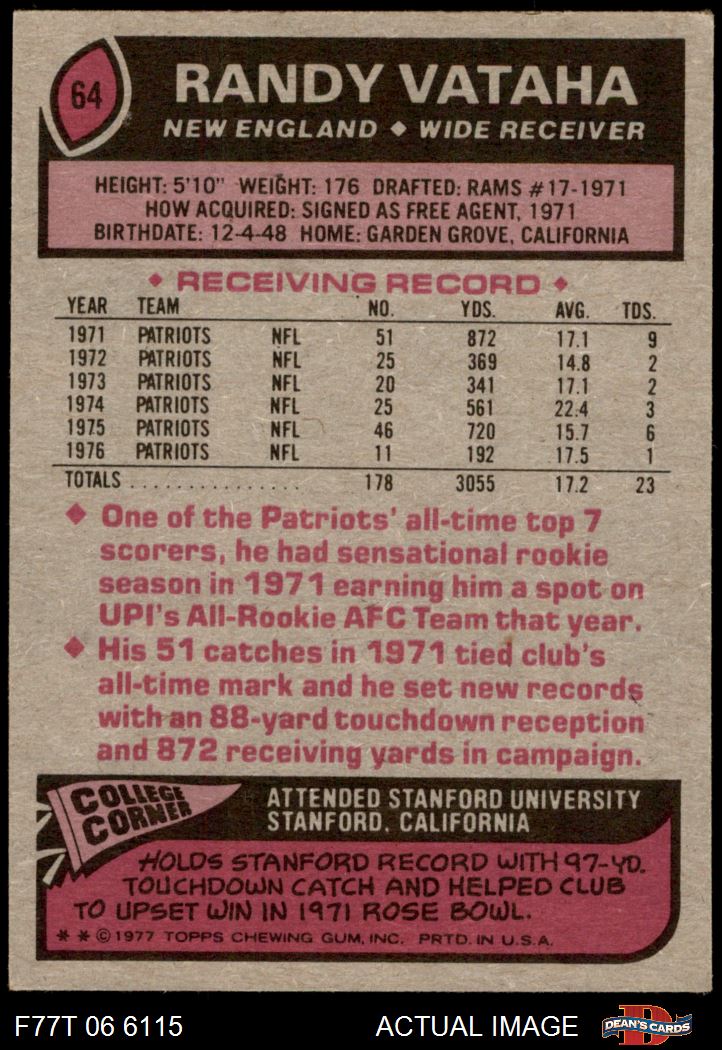 64
RANDY VATAHA
NEW ENGLAND ◆ WIDE RECEIVER
HEIGHT: 5'10" WEIGHT: 176 DRAFTED: RAMS #17-1971
HOW ACQUIRED: SIGNED AS FREE AGENT, 1971
BIRTHDATE: 12-4-48 HOME: GARDEN GROVE, CALIFORNIA
◆ RECEIVING RECORD ◆
YEAR TEAM NO. YDS. AVG. TDS.
1971 PATRIOTS NFL 51 872 17.1 9
1972 PATRIOTS NFL 25 369 14.8 2
1973 PATRIOTS NFL 20 341 17.1 2
1974 PATRIOTS NFL 25 561 22.4 3
1975 PATRIOTS NFL 46 720 15.7 6
1976 PATRIOTS NFL 11 192 17.5 1
TOTALS ................ 178 3055 17.2 23
◆ One of the Patriots' all-time top 7
scorers, he had sensational rookie
season in 1971 earning him a spot on
UPI's All-Rookie AFC Team that year.
◆ His 51 catches in 1971 tied club's
all-time mark and he set new records
with an 88-yard touchdown reception
and 872 receiving yards in campaign.
COLLEGE
CORNER
ATTENDED STANFORD UNIVERSITY
STANFORD, CALIFORNIA
HOLDS STANFORD RECORD WITH 97-YD.
TOUCHDOWN CATCH AND HELPED CLUB
TO UPSET WIN IN 1971 ROSE BOWL.
* * © 1977 TOPPS CHEWING GUM, INC. PRTD. IN U.S.A.
F77T 06 6115 ACTUAL IMAGE D DEAN'S CARDS